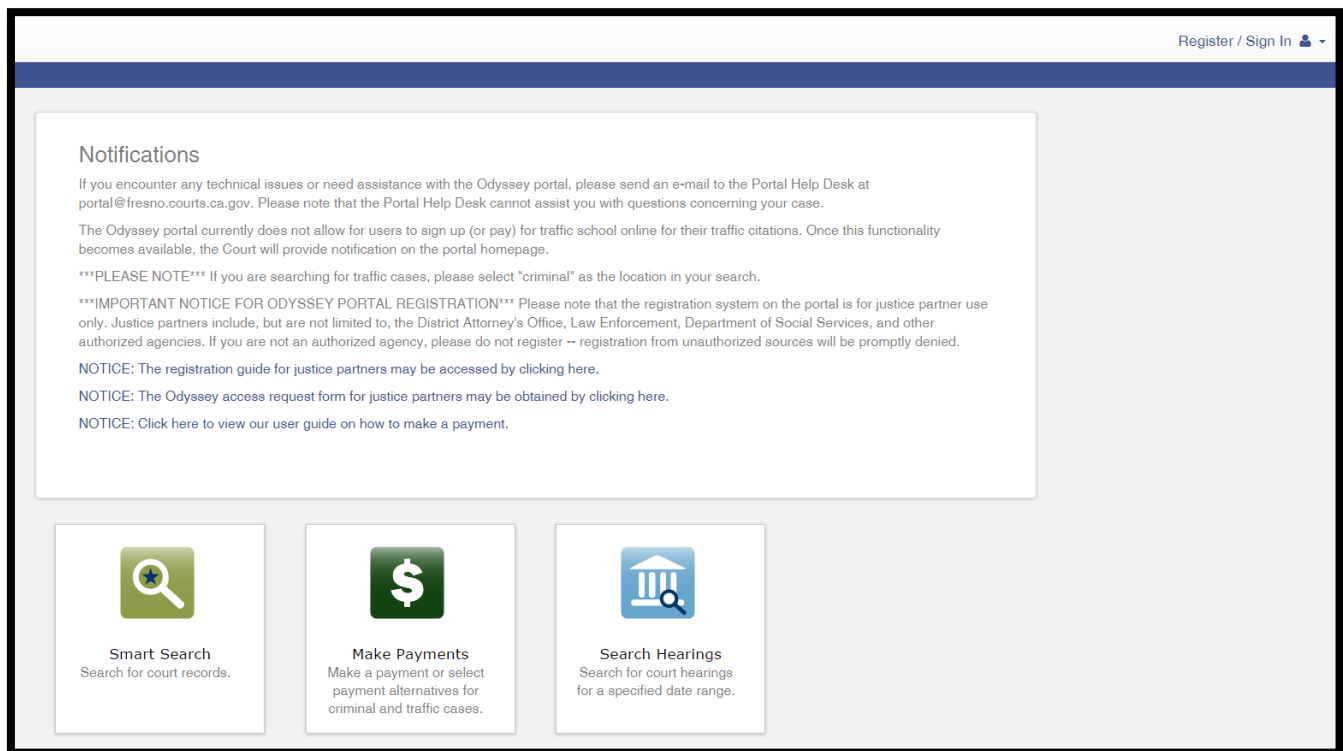 Register / Sign In
Notifications
If you encounter any technical issues or need assistance with the Odyssey portal, please send an e-mail to the Portal Help Desk at
portal@fresno.courts.ca.gov. Please note that the Portal Help Desk cannot assist you with questions concerning your case.
The Odyssey portal currently does not allow for users to sign up (or pay) for traffic school online for their traffic citations. Once this functionality
becomes available, the Court will provide notification on the portal homepage.
***PLEASE NOTE*** If you are searching for traffic cases, please select "criminal" as the location in your search.
***IMPORTANT NOTICE FOR ODYSSEY PORTAL REGISTRATION*** Please note that the registration system on the portal is for justice partner use
only. Justice partners include, but are not limited to, the District Attorney's Office, Law Enforcement, Department of Social Services, and other
authorized agencies. If you are not an authorized agency, please do not register -- registration from unauthorized sources will be promptly denied.
NOTICE: The registration guide for justice partners may be accessed by clicking here.
NOTICE: The Odyssey access request form for justice partners may be obtained by clicking here.
NOTICE: Click here to view our user guide on how to make a payment.
Smart Search
Search for court records.
$
Make Payments
Make a payment or select
payment alternatives for
criminal and traffic cases.
Search Hearings
Search for court hearings
for a specified date range.